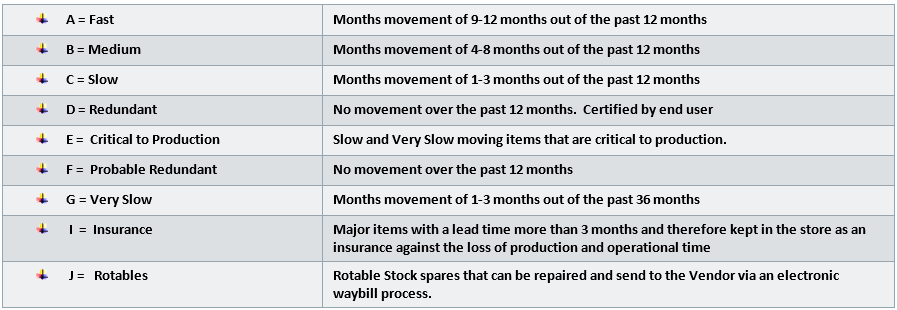 A = Fast
Months movement of 9-12 months out of the past 12 months
B = Medium
Months movement of 4-8 months out of the past 12 months
C = Slow
Months movement of 1-3 months out of the past 12 months
D = Redundant
No movement over the past 12 months.  Certified by end user
E =  Critical to Production
Slow and Very Slow moving items that are critical to production.
F =  Probable Redundant
No movement over the past 12 months
G = Very Slow
Months movement of 1-3 months out of the past 36 months
I  =  Insurance
Major items with a lead time more than 3 months and therefore kept in the store as an
insurance against the loss of production and operational time
J =   Rotables
Rotable Stock spares that can be repaired and send to the Vendor via an electronic
waybill process.